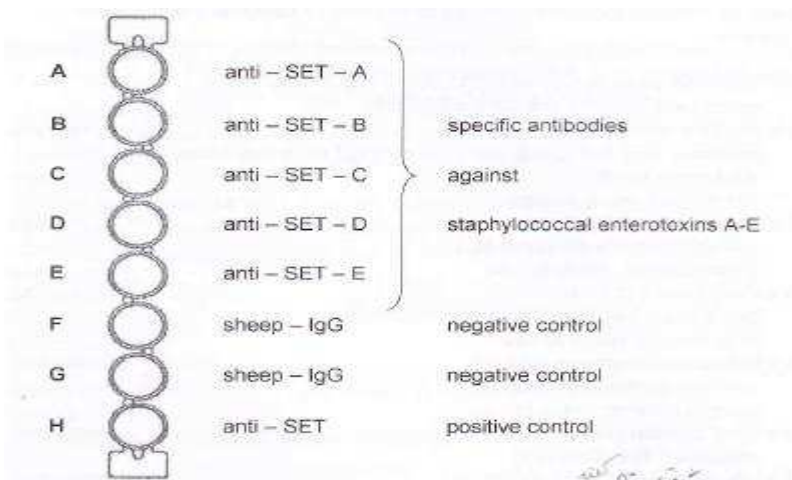 A anti – SET – A
B anti – SET – B specific antibodies
C anti – SET – C against
D anti – SET – D staphylococcal enterotoxins A-E
E anti – SET – E
F sheep – IgG negative control
G sheep – IgG negative control
H anti – SET positive control